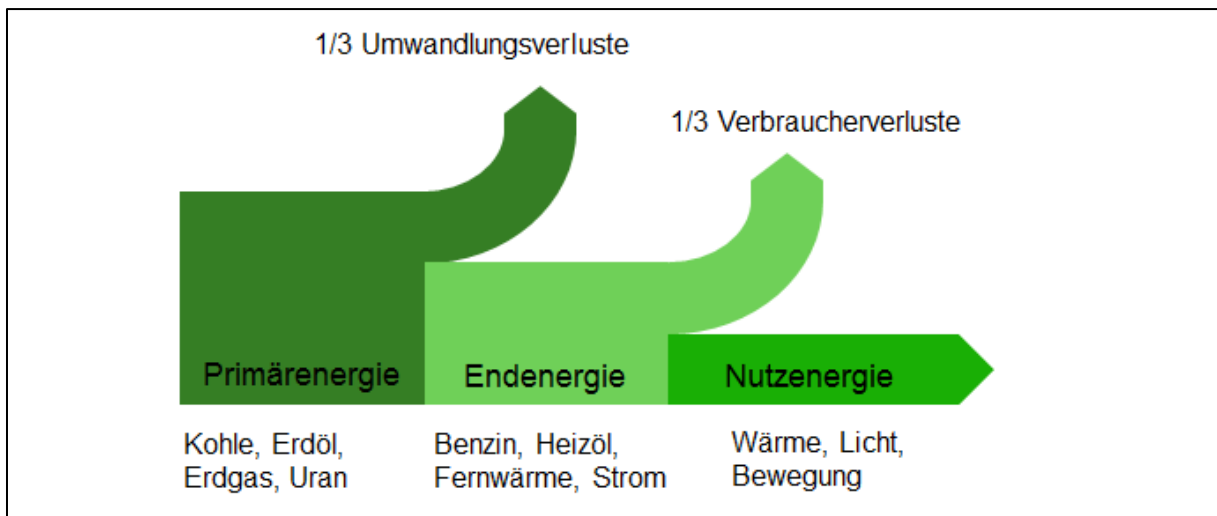 1/3 Umwandlungsverluste
1/3 Verbraucherverluste
Primärenergie
Endenergie
Nutzenergie
Kohle, Erdöl,
Erdgas, Uran
Benzin, Heizöl,
Fernwärme, Strom
Wärme, Licht,
Bewegung